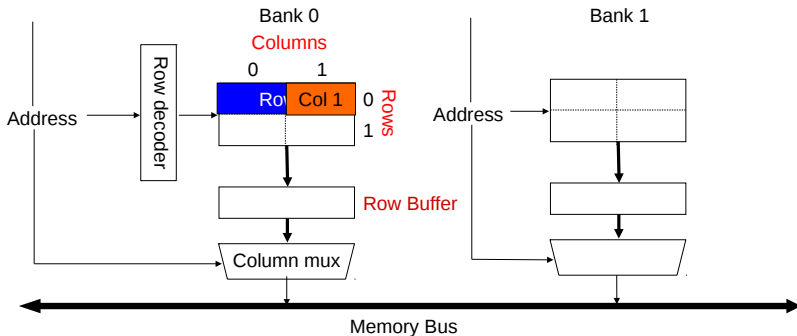 Bank 0
Bank 1
Columns
0 1
Row decoder
Row
Col 1
0
Rows
1
Address
Address
Row Buffer
Column mux
Memory Bus